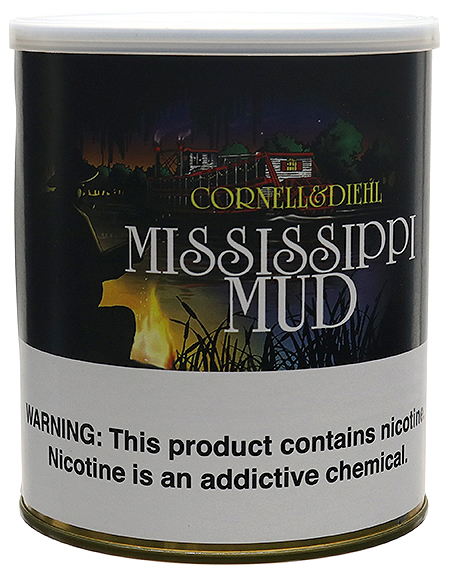 CORNELL&DIEHL
MISSISSIPPI
MUD
WARNING: This product contains nicotine.
Nicotine is an addictive chemical.